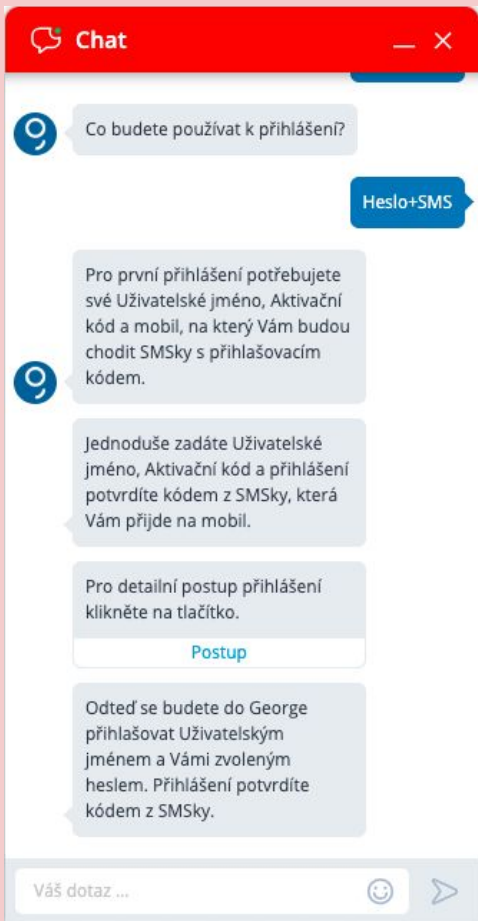 Chat
Co budete používat k přihlášení?
Heslo+SMS
Pro první přihlášení potřebujete
své Uživatelské jméno, Aktivační
kód a mobil, na který Vám budou
chodit SMSky s přihlašovacím
kódem.
Jednoduše zadáte Uživatelské
jméno, Aktivační kód a přihlášení
potvrdíte kódem z SMSky, která
Vám přijde na mobil.
Pro detailní postup přihlášení
klikněte na tlačítko.
Postup
Odteď se budete do George
přihlašovat Uživatelským
jménem a Vámi zvoleným
heslem. Přihlášení potvrdíte
kódem z SMSky.
Váš dotaz ...